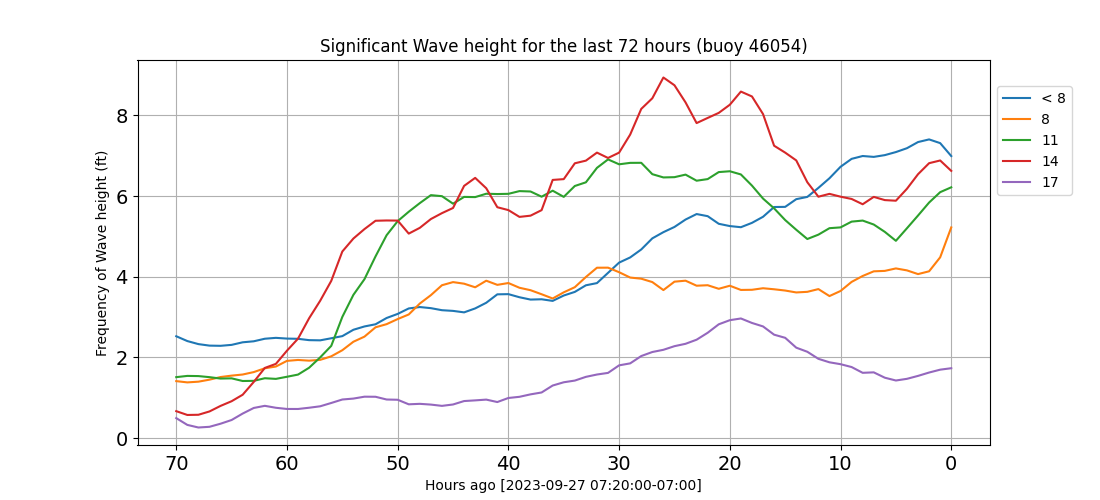 Significant Wave height for the last 72 hours (buoy 46054)
Frequency of Wave height (ft)
8
6
4
2
0
70 60 50 40 30 20 10 0
Hours ago [2023-09-27 07:20:00-07:00]
< 8
8
11
14
17